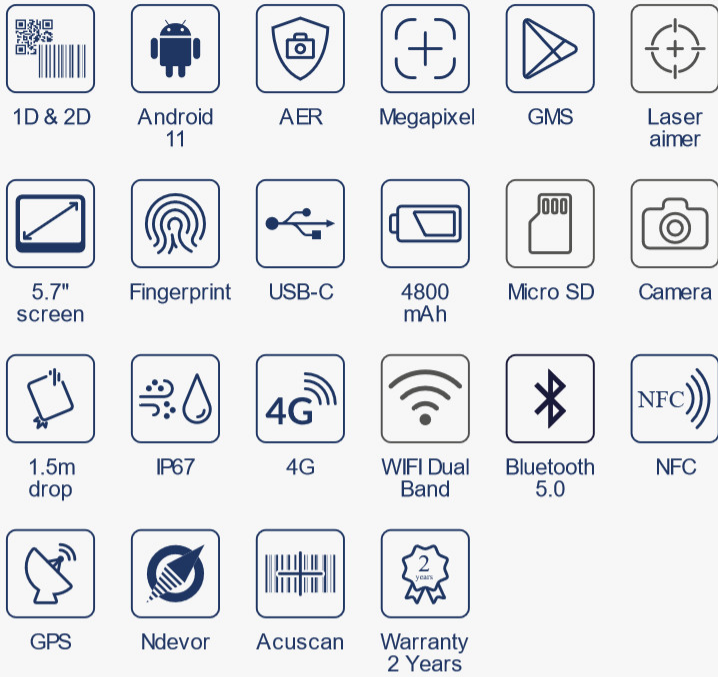 1D & 2D
Android
11
AER
Megapixel
GMS
Laser
aimer
5.7"
screen
Fingerprint
USB-C
4800
mAh
Micro SD
Camera
1.5m
drop
IP67
4G
4G
WIFI Dual
Band
Bluetooth
5.0
NFC
NFC
GPS
Ndevor
Acuscan
2
years
Warranty
2 Years